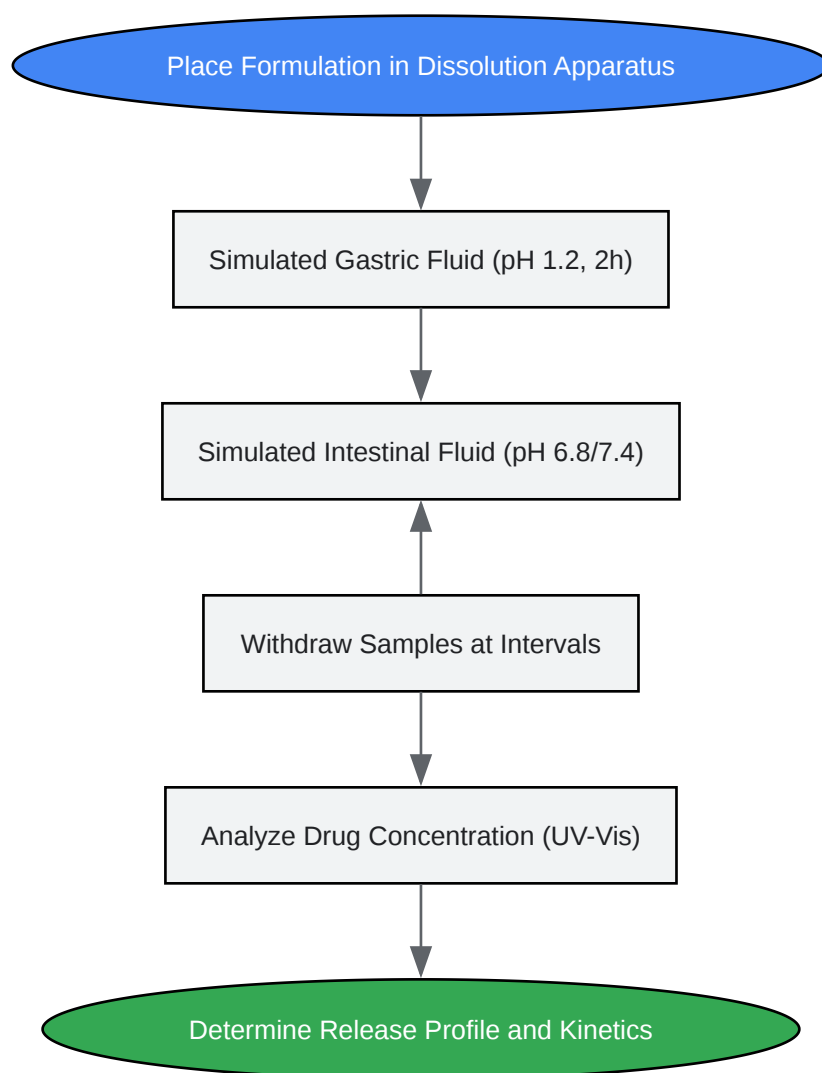 Place Formulation in Dissolution Apparatus
Simulated Gastric Fluid (pH 1.2, 2h)
Simulated Intestinal Fluid (pH 6.8/7.4)
Withdraw Samples at Intervals
Analyze Drug Concentration (UV-Vis)
Determine Release Profile and Kinetics